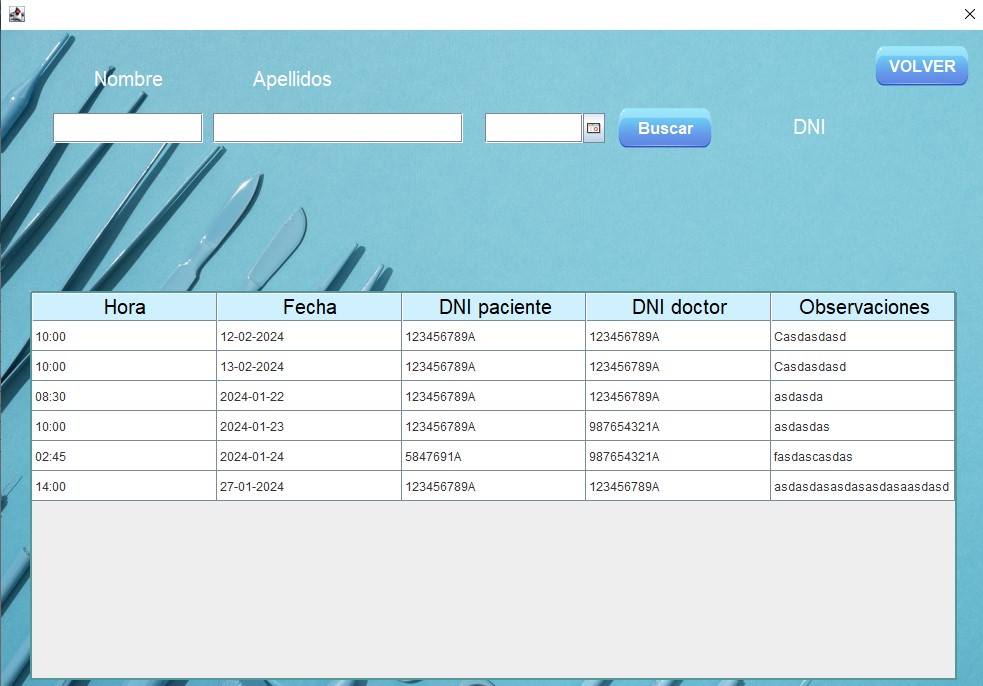 VOLVER
Nombre Apellidos
Buscar DNI
Hora Fecha DNI paciente DNI doctor Observaciones
10:00 12-02-2024 123456789A 123456789A Casdasdasd
10:00 13-02-2024 123456789A 123456789A Casdasdasd
08:30 2024-01-22 123456789A 123456789A asdasda
10:00 2024-01-23 123456789A 987654321A asdasdas
02:45 2024-01-24 5847691A 987654321A fasdascasdas
14:00 27-01-2024 123456789A 123456789A asdasdasasdasasdasaasdasd